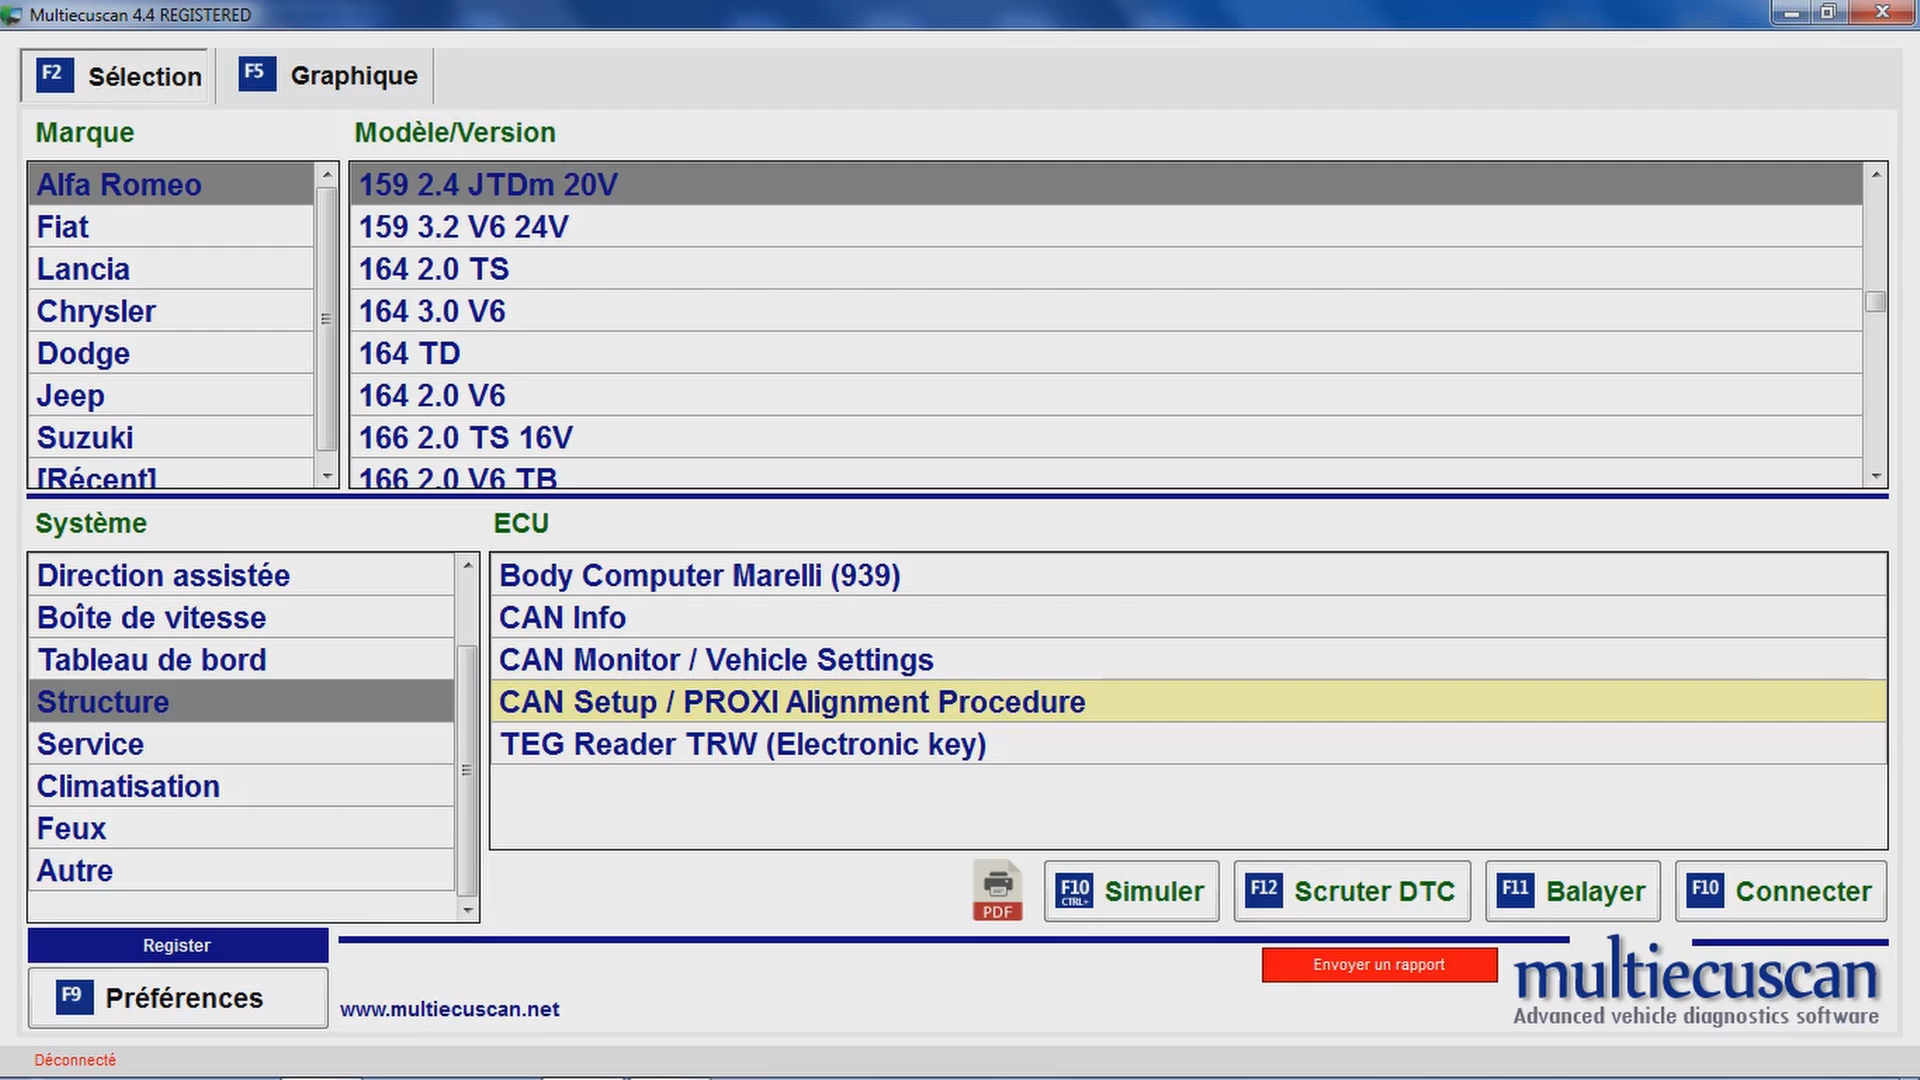 Multiecuscan 4.4 REGISTERED
F2 Sélection
F5 Graphique
Marque
Modèle/Version
Alfa Romeo
Fiat
Lancia
Chrysler
Dodge
Jeep
Suzuki
[Récent]
159 2.4 JTDm 20V
159 3.2 V6 24V
164 2.0 TS
164 3.0 V6
164 TD
164 2.0 V6
166 2.0 TS 16V
166 2.0 V6 TB
Système
ECU
Direction assistée
Boîte de vitesse
Tableau de bord
Structure
Service
Climatisation
Feux
Autre
Body Computer Marelli (939)
CAN Info
CAN Monitor / Vehicle Settings
CAN Setup / PROXI Alignment Procedure
TEG Reader TRW (Electronic key)
PDF
F10 CTRL+ Simuler
F12 Scruter DTC
F11 Balayer
F10 Connecter
Register
F9 Préférences
www.multiecuscan.net
Envoyer un rapport
multiecuscan
Advanced vehicle diagnostics software
Déconnecté